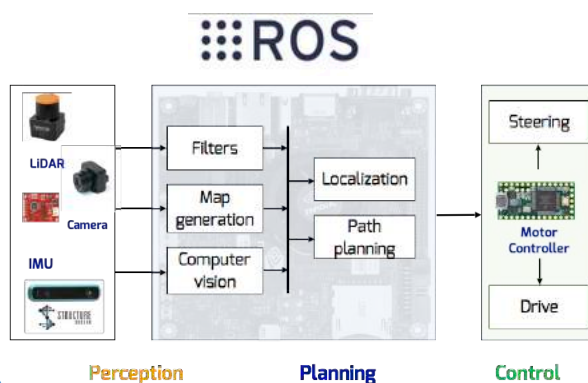 ROS
LiDAR
Camera
IMU
STRUCTURE
Filters
Map
generation
Computer
vision
Localization
Path
planning
Steering
Motor
Controller
Drive
Perception
Planning
Control